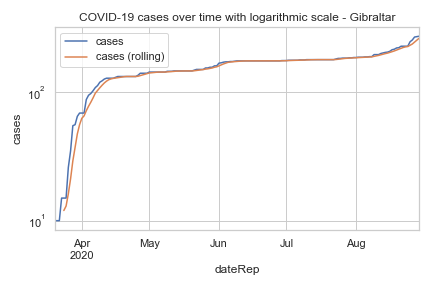 COVID-19 cases over time with logarithmic scale - Gibraltar
cases
cases (rolling)
10²
10¹
cases
Apr
2020
May
Jun
Jul
Aug
dateRep